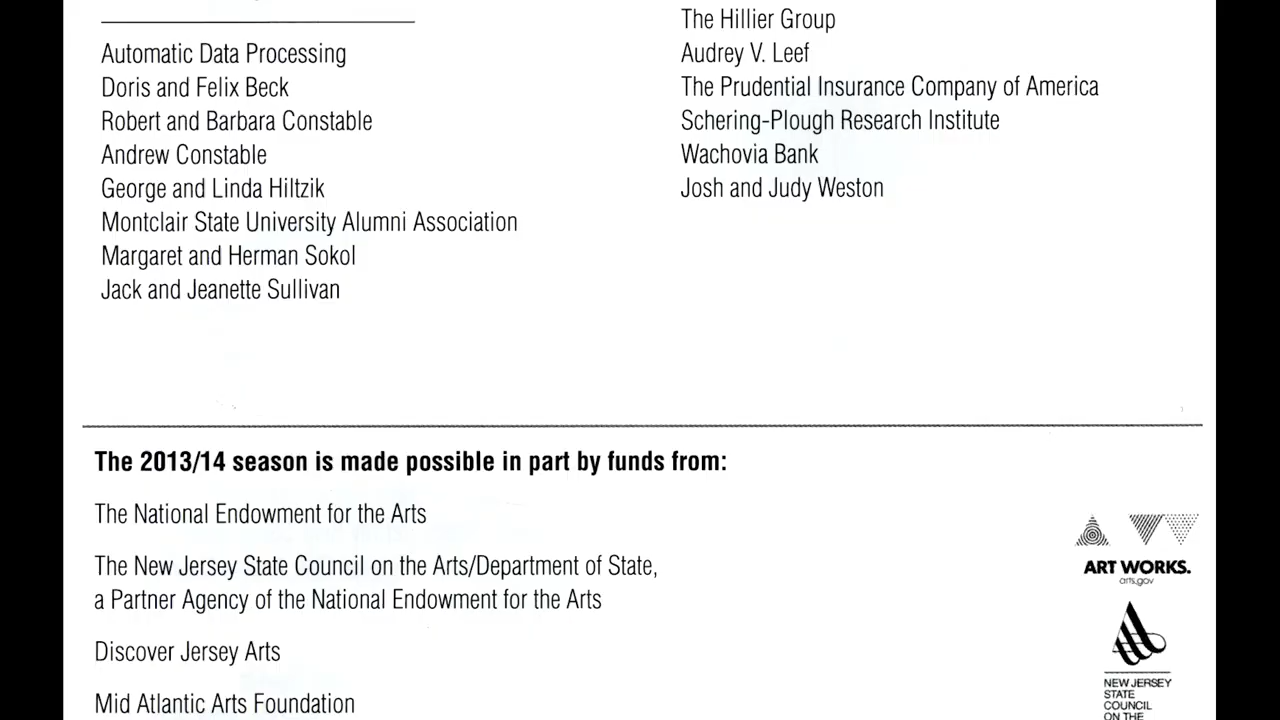 Automatic Data Processing
Doris and Felix Beck
Robert and Barbara Constable
Andrew Constable
George and Linda Hiltzik
Montclair State University Alumni Association
Margaret and Herman Sokol
Jack and Jeanette Sullivan
The Hillier Group
Audrey V. Leef
The Prudential Insurance Company of America
Schering-Plough Research Institute
Wachovia Bank
Josh and Judy Weston
The 2013/14 season is made possible in part by funds from:
The National Endowment for the Arts
The New Jersey State Council on the Arts/Department of State,
a Partner Agency of the National Endowment for the Arts
Discover Jersey Arts
Mid Atlantic Arts Foundation
ART WORKS.
arts.gov
NEW JERSEY
STATE
COUNCIL
ON THE